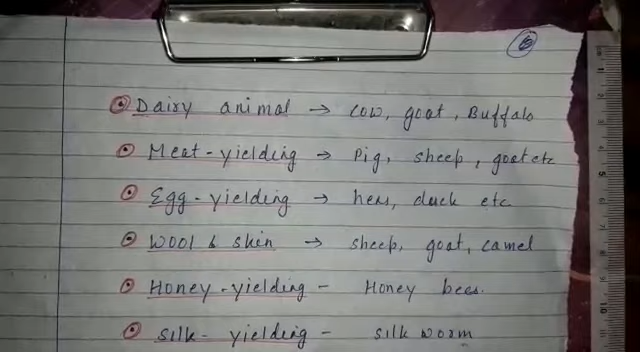 6
Dairy animal → Cow, goat, Buffalo
Meat-yielding → Pig, sheep, goat etc
Egg-yielding → hen, duck etc
Wool & skin → sheep, goat, camel
Honey-yielding - Honey bees.
Silk-yielding - silk worm